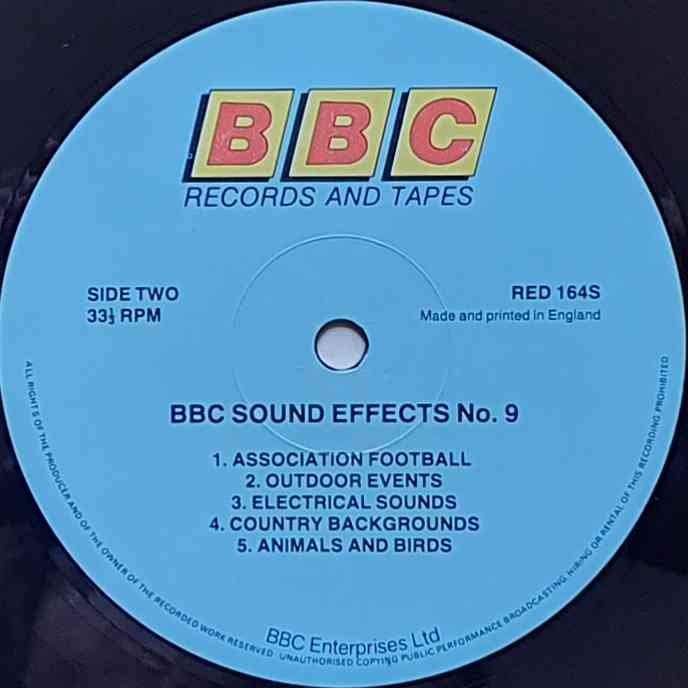 BBC
RECORDS AND TAPES
SIDE TWO
33⅓ RPM
RED 164S
Made and printed in England
BBC SOUND EFFECTS No. 9
1. ASSOCIATION FOOTBALL
2. OUTDOOR EVENTS
3. ELECTRICAL SOUNDS
4. COUNTRY BACKGROUNDS
5. ANIMALS AND BIRDS
BBC Enterprises Ltd
ALL RIGHTS OF THE PRODUCER AND OF THE OWNER OF THE RECORDED WORK RESERVED. UNAUTHORISED COPYING PUBLIC PERFORMANCE BROADCASTING, HIRING OR RENTAL OF THIS RECORDING PROHIBITED